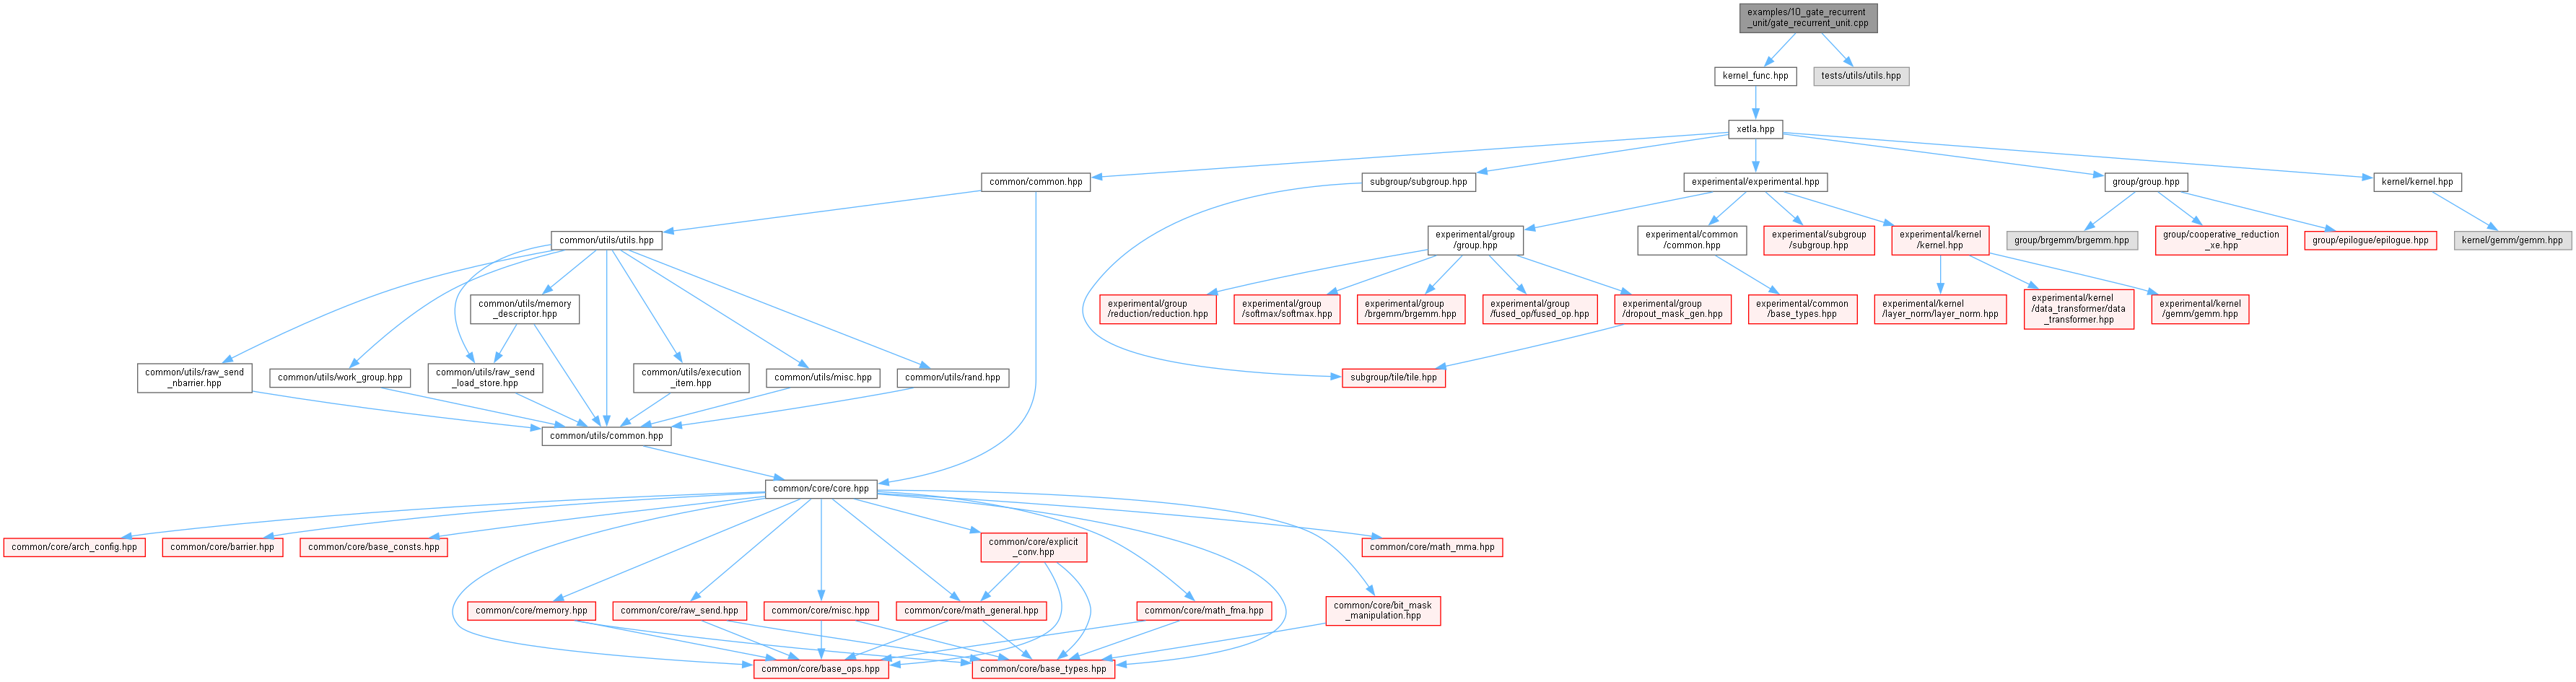 examples/10_gate_recurrent
_unit/gate_recurrent_unit.cpp
kernel_func.hpp
tests/utils/utils.hpp
xetla.hpp
common/common.hpp
subgroup/subgroup.hpp
experimental/experimental.hpp
group/group.hpp
kernel/kernel.hpp
common/utils/utils.hpp
experimental/group
/group.hpp
experimental/common
/common.hpp
experimental/subgroup
/subgroup.hpp
experimental/kernel
/kernel.hpp
group/brgemm/brgemm.hpp
group/cooperative_reduction
_xe.hpp
group/epilogue/epilogue.hpp
kernel/gemm/gemm.hpp
common/utils/memory
_descriptor.hpp
experimental/group
/reduction/reduction.hpp
experimental/group
/softmax/softmax.hpp
experimental/group
/brgemm/brgemm.hpp
experimental/group
/fused_op/fused_op.hpp
experimental/group
/dropout_mask_gen.hpp
experimental/common
/base_types.hpp
experimental/kernel
/layer_norm/layer_norm.hpp
experimental/kernel
/data_transformer/data
_transformer.hpp
experimental/kernel
/gemm/gemm.hpp
common/utils/raw_send
_nbarrier.hpp
common/utils/work_group.hpp
common/utils/raw_send
_load_store.hpp
common/utils/execution
_item.hpp
common/utils/misc.hpp
common/utils/rand.hpp
subgroup/tile/tile.hpp
common/utils/common.hpp
common/core/core.hpp
common/core/arch_config.hpp
common/core/barrier.hpp
common/core/base_consts.hpp
common/core/explicit
_conv.hpp
common/core/math_mma.hpp
common/core/memory.hpp
common/core/raw_send.hpp
common/core/misc.hpp
common/core/math_general.hpp
common/core/math_fma.hpp
common/core/bit_mask
_manipulation.hpp
common/core/base_ops.hpp
common/core/base_types.hpp